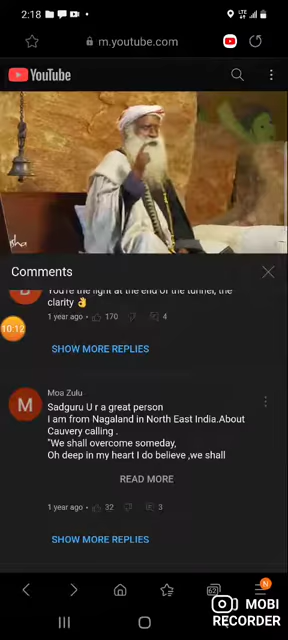 2:18
LTE
m.youtube.com
YouTube
sha
Comments
You're the light at the end of the tunnel, the
clarity👌
1 year ago • 170 4
10:12
SHOW MORE REPLIES
M
Moa Zulu
Sadguru U r a great person
I am from Nagaland in North East India.About
Cauvery calling .
"We shall overcome someday,
Oh deep in my heart I do believe ,we shall
READ MORE
1 year ago • 32 3
SHOW MORE REPLIES
N
MOBI
RECORDER